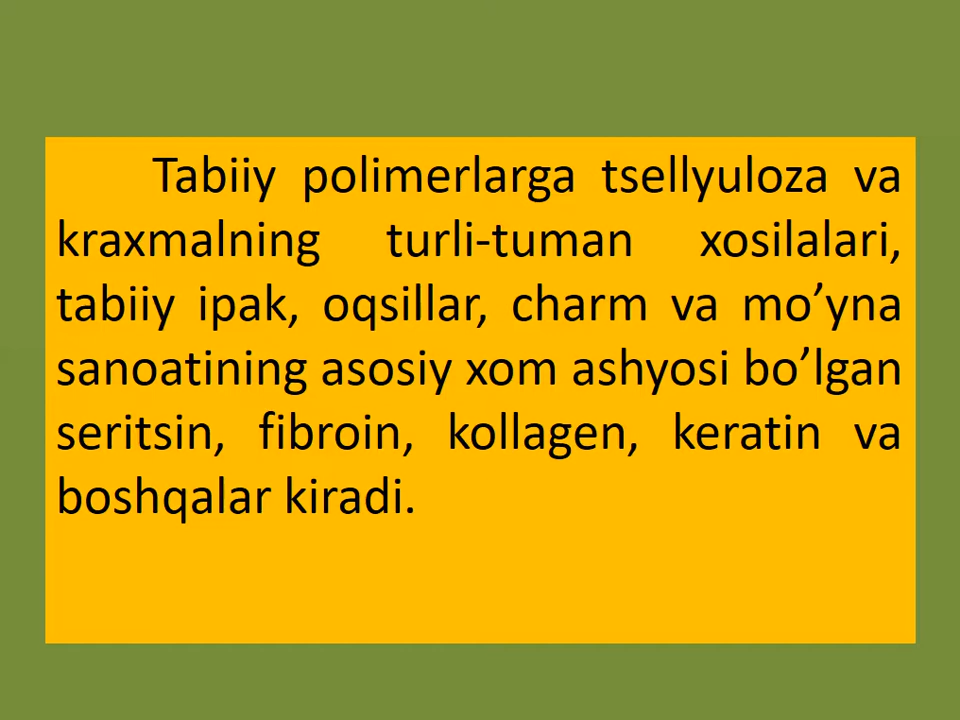 Tabiiy polimerlarga tsellyuloza va
kraxmalning turli-tuman xosilalari,
tabiiy ipak, oqsillar, charm va mo’yna
sanoatining asosiy xom ashyosi bo’lgan
seritsin, fibroin, kollagen, keratin va
boshqalar kiradi.